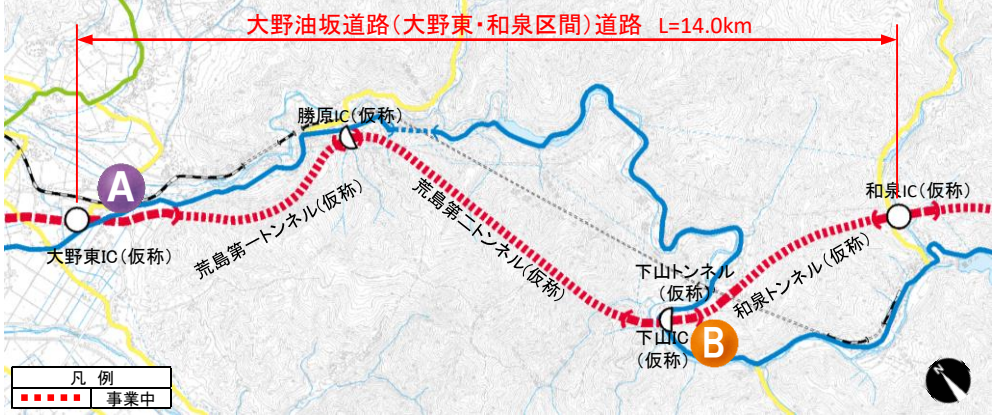 大野油坂道路(大野東・和泉区間)道路 L=14.0km
勝原IC(仮称)
A
大野東IC(仮称)
荒島第一トンネル(仮称)
荒島第二トンネル(仮称)
和泉IC(仮称)
下山トンネル
(仮称)
和泉トンネル(仮称)
下山IC
(仮称)
B
凡 例
事業中
N